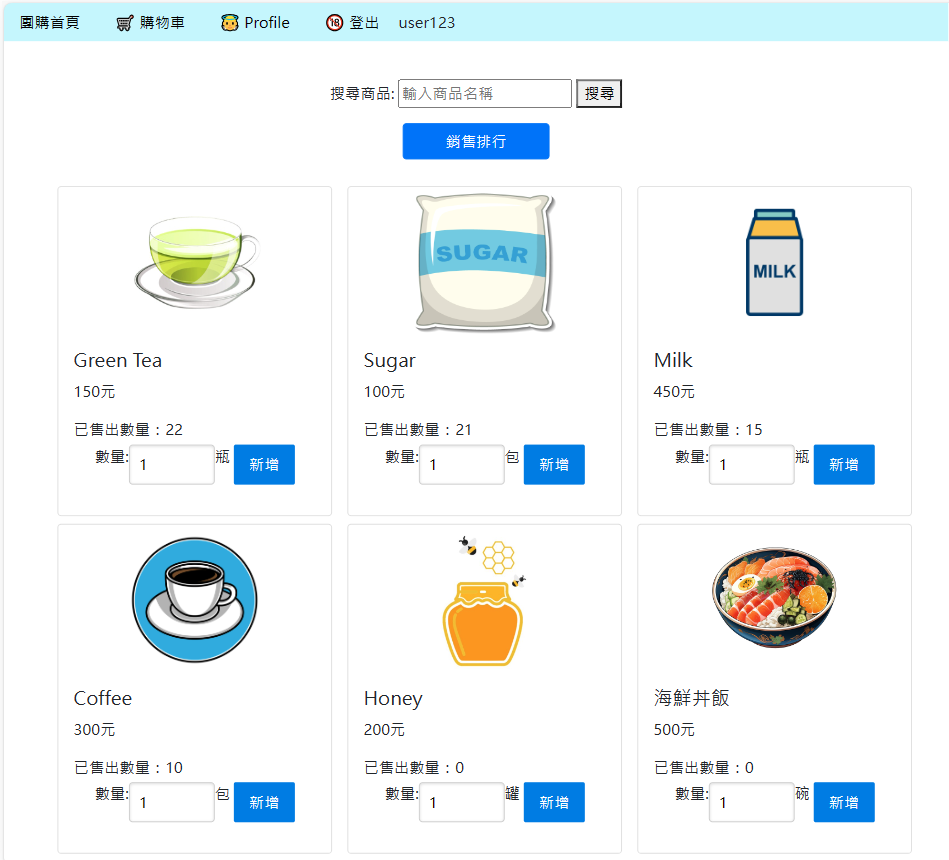 團購首頁 購物車 Profile 登出 user123
搜尋商品: 輸入商品名稱 搜尋
銷售排行
SUGAR
MILK
Green Tea
150元
已售出數量：22
數量: 1 瓶 新增
Sugar
100元
已售出數量：21
數量: 1 包 新增
Milk
450元
已售出數量：15
數量: 1 瓶 新增
Coffee
300元
已售出數量：10
數量: 1 包 新增
Honey
200元
已售出數量：0
數量: 1 罐 新增
海鮮丼飯
500元
已售出數量：0
數量: 1 碗 新增